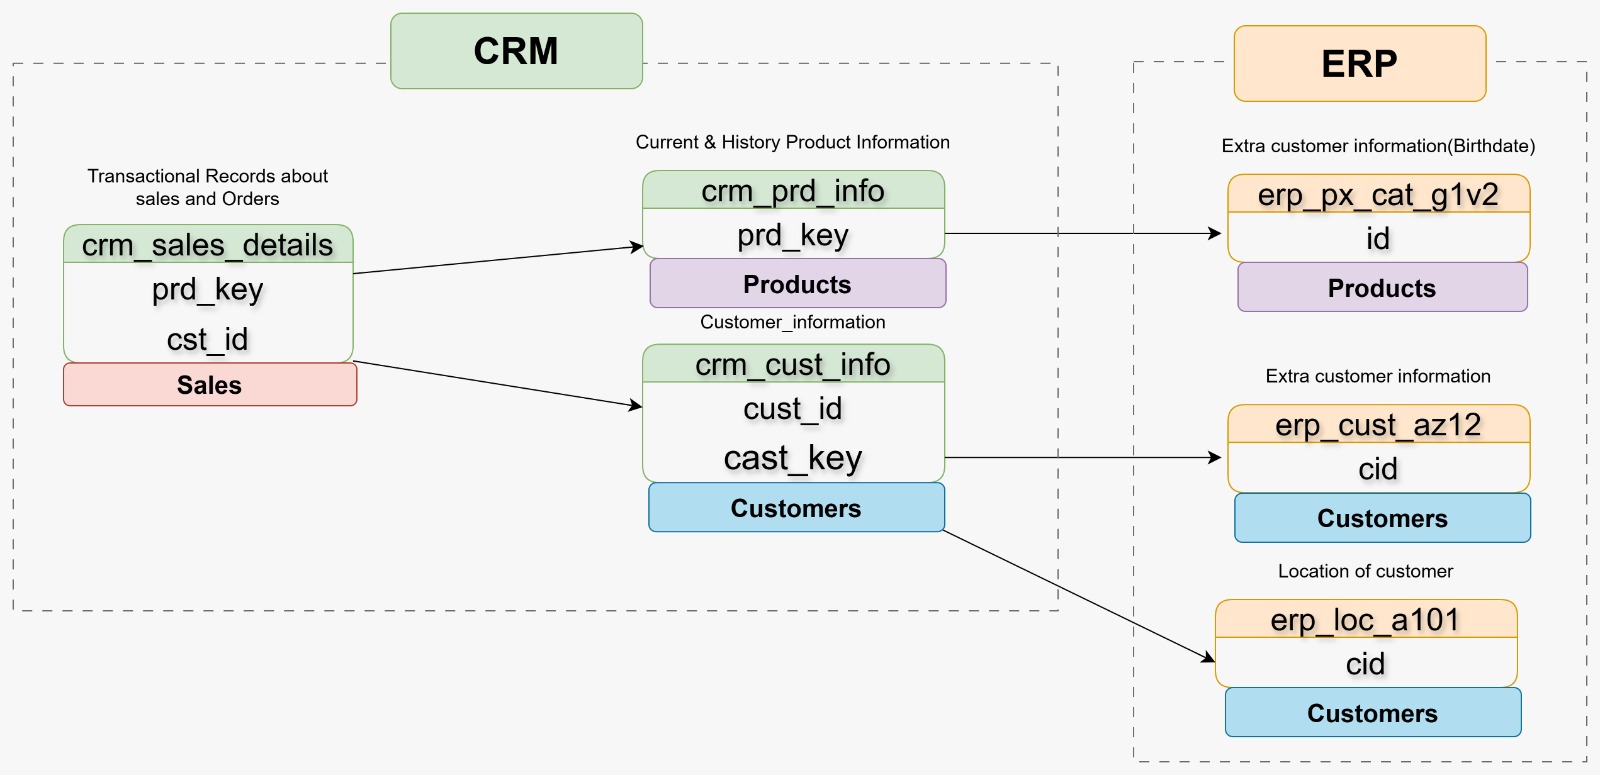 CRM
ERP
Transactional Records about
sales and Orders
crm_sales_details
prd_key
cst_id
Sales
Current & History Product Information
crm_prd_info
prd_key
Products
Customer_information
crm_cust_info
cust_id
cast_key
Customers
Extra customer information(Birthdate)
erp_px_cat_g1v2
id
Products
Extra customer information
erp_cust_az12
cid
Customers
Location of customer
erp_loc_a101
cid
Customers